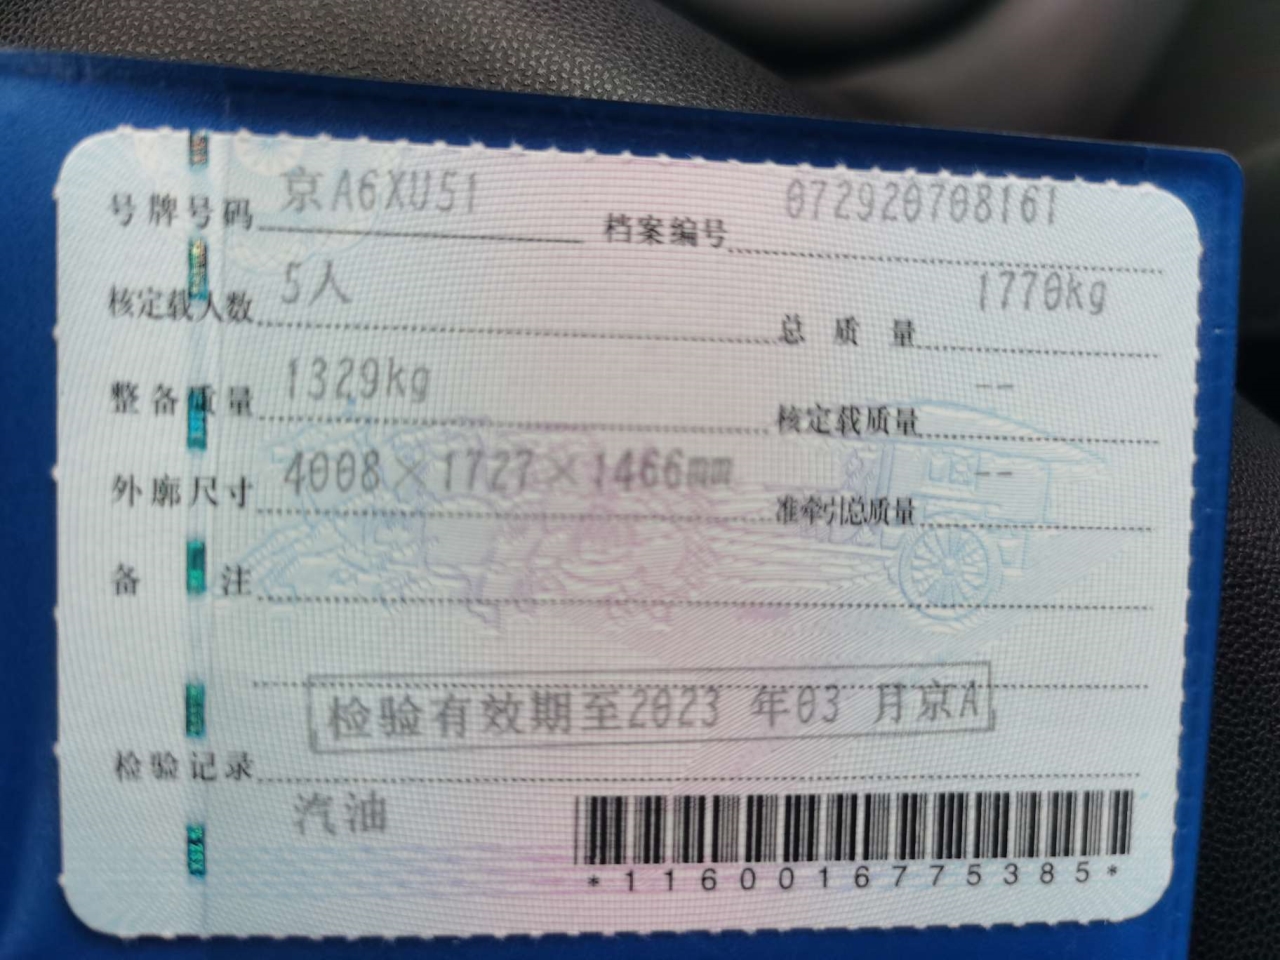 号牌号码 京A6XU51 档案编号 072920708161
核定载人数 5人 总质量 1770kg
整备质量 1329kg 核定载质量 --
外廓尺寸 4008×1727×1466mm 准牵引总质量 --
备注
检验有效期至2023 年03 月京A
检验记录
汽油
*1160016775385*